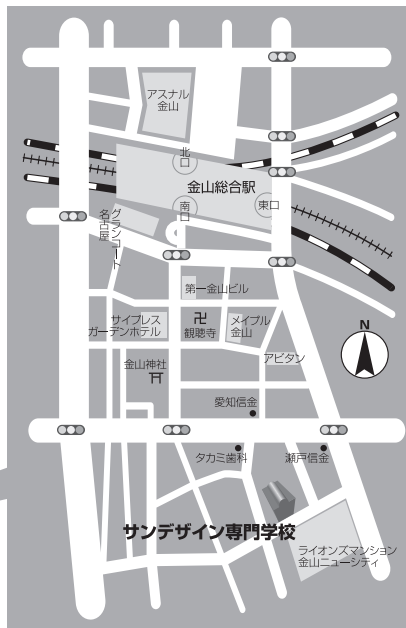 アスナル
金山
北口
金山総合駅
南口
東口
グランコート
名古屋
N
第一金山ビル
サイプレス
ガーデンホテル
観聴寺
メイプル
金山
アビタン
金山神社
愛知信金
タカミ歯科
瀬戸信金
サンデザイン専門学校
ライオンズマンション
金山ニューシティ